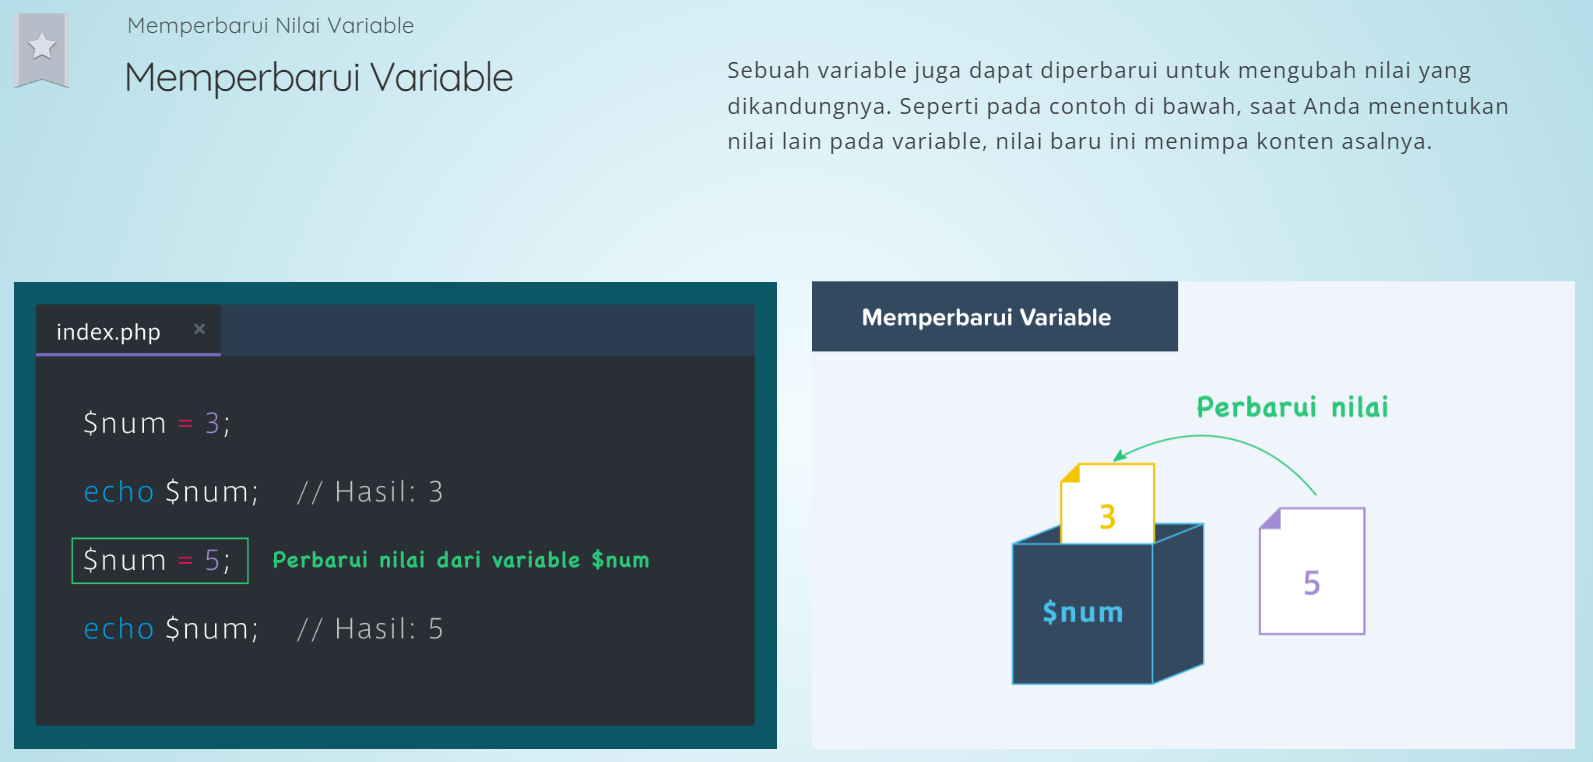 Memperbarui Nilai Variable
Memperbarui Variable
Sebuah variable juga dapat diperbarui untuk mengubah nilai yang
dikandungnya. Seperti pada contoh di bawah, saat Anda menentukan
nilai lain pada variable, nilai baru ini menimpa konten asalnya.
index.php ×
$num = 3;
echo $num; // Hasil: 3
$num = 5; Perbarui nilai dari variable $num
echo $num; // Hasil: 5
Memperbarui Variable
Perbarui nilai
3
5
$num